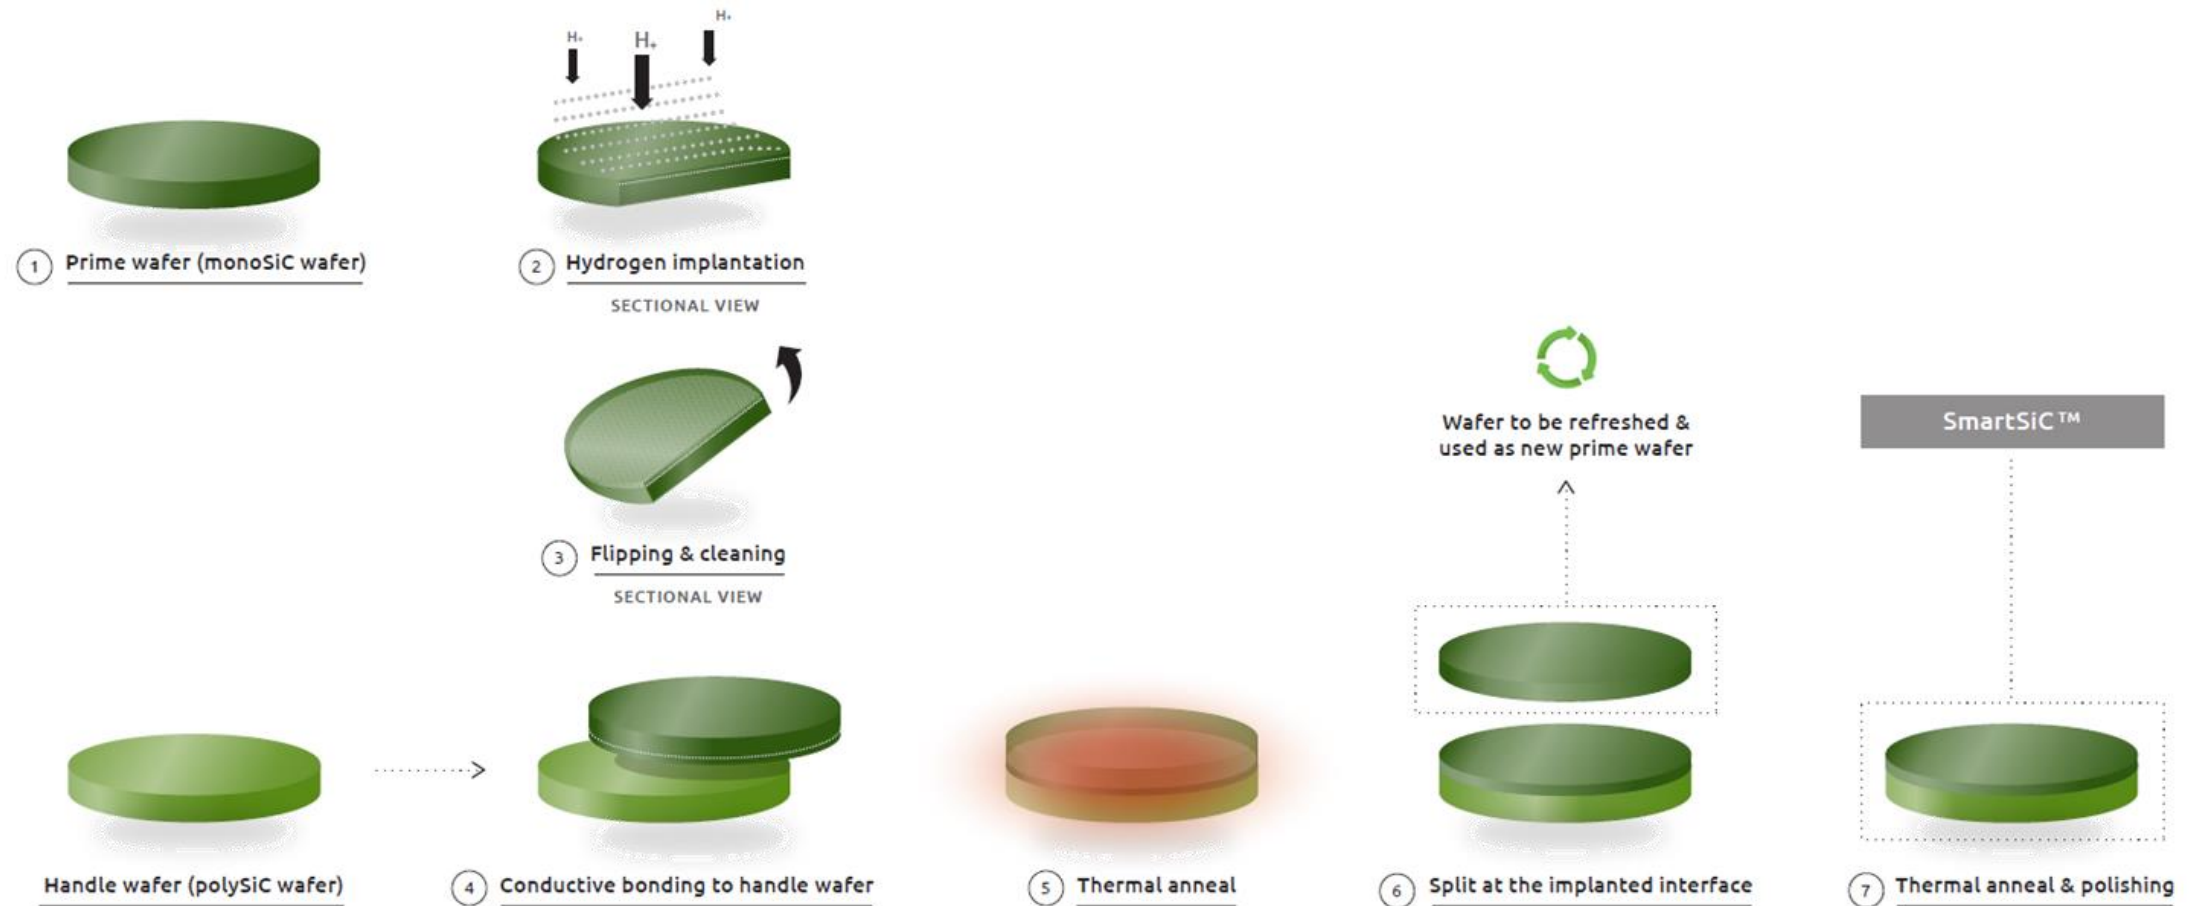 H+
H+
H+
1 Prime wafer (monoSiC wafer)
2 Hydrogen implantation
SECTIONAL VIEW
3 Flipping & cleaning
SECTIONAL VIEW
Handle wafer (polySiC wafer)
4 Conductive bonding to handle wafer
5 Thermal anneal
Wafer to be refreshed &
used as new prime wafer
6 Split at the implanted interface
SmartSiC™
7 Thermal anneal & polishing